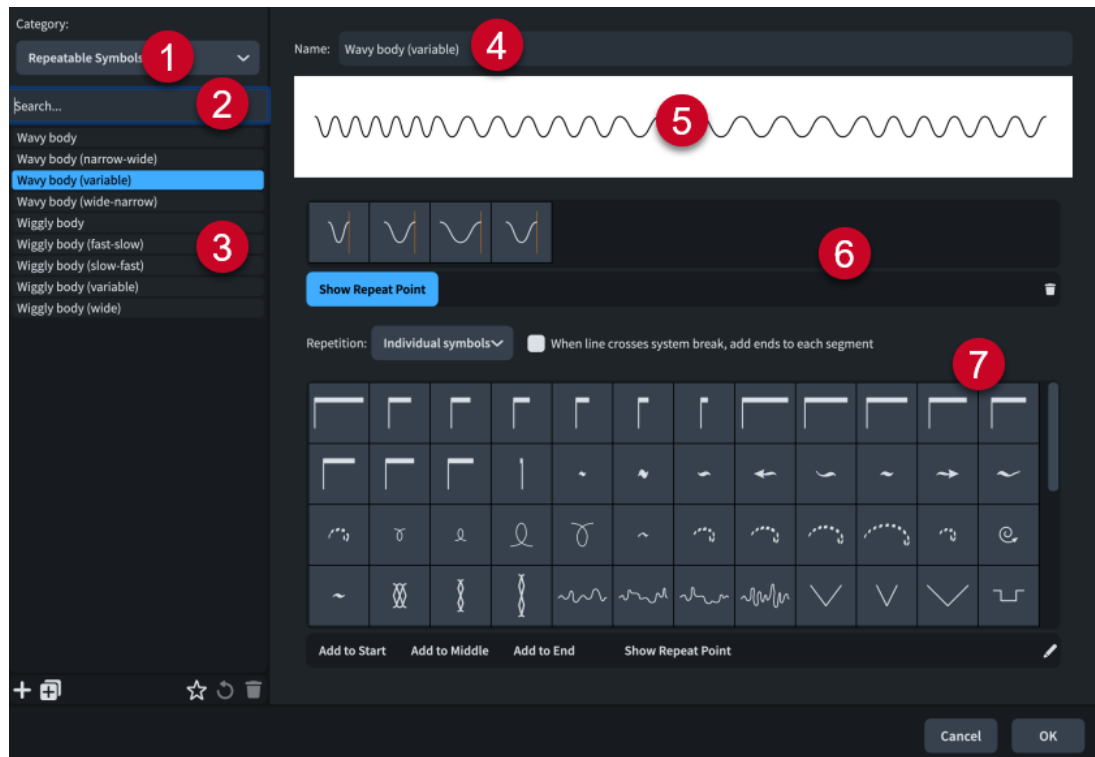 Category:
Repeatable Symbols
1
2
Search...
Wavy body
Wavy body (narrow-wide)
Wavy body (variable)
Wavy body (wide-narrow)
Wiggly body
Wiggly body (fast-slow)
Wiggly body (slow-fast)
Wiggly body (variable)
Wiggly body (wide)
3
Name: Wavy body (variable)
4
5
6
Show Repeat Point
Repetition: Individual symbols When line crosses system break, add ends to each segment
7
Add to Start Add to Middle Add to End Show Repeat Point
Cancel OK